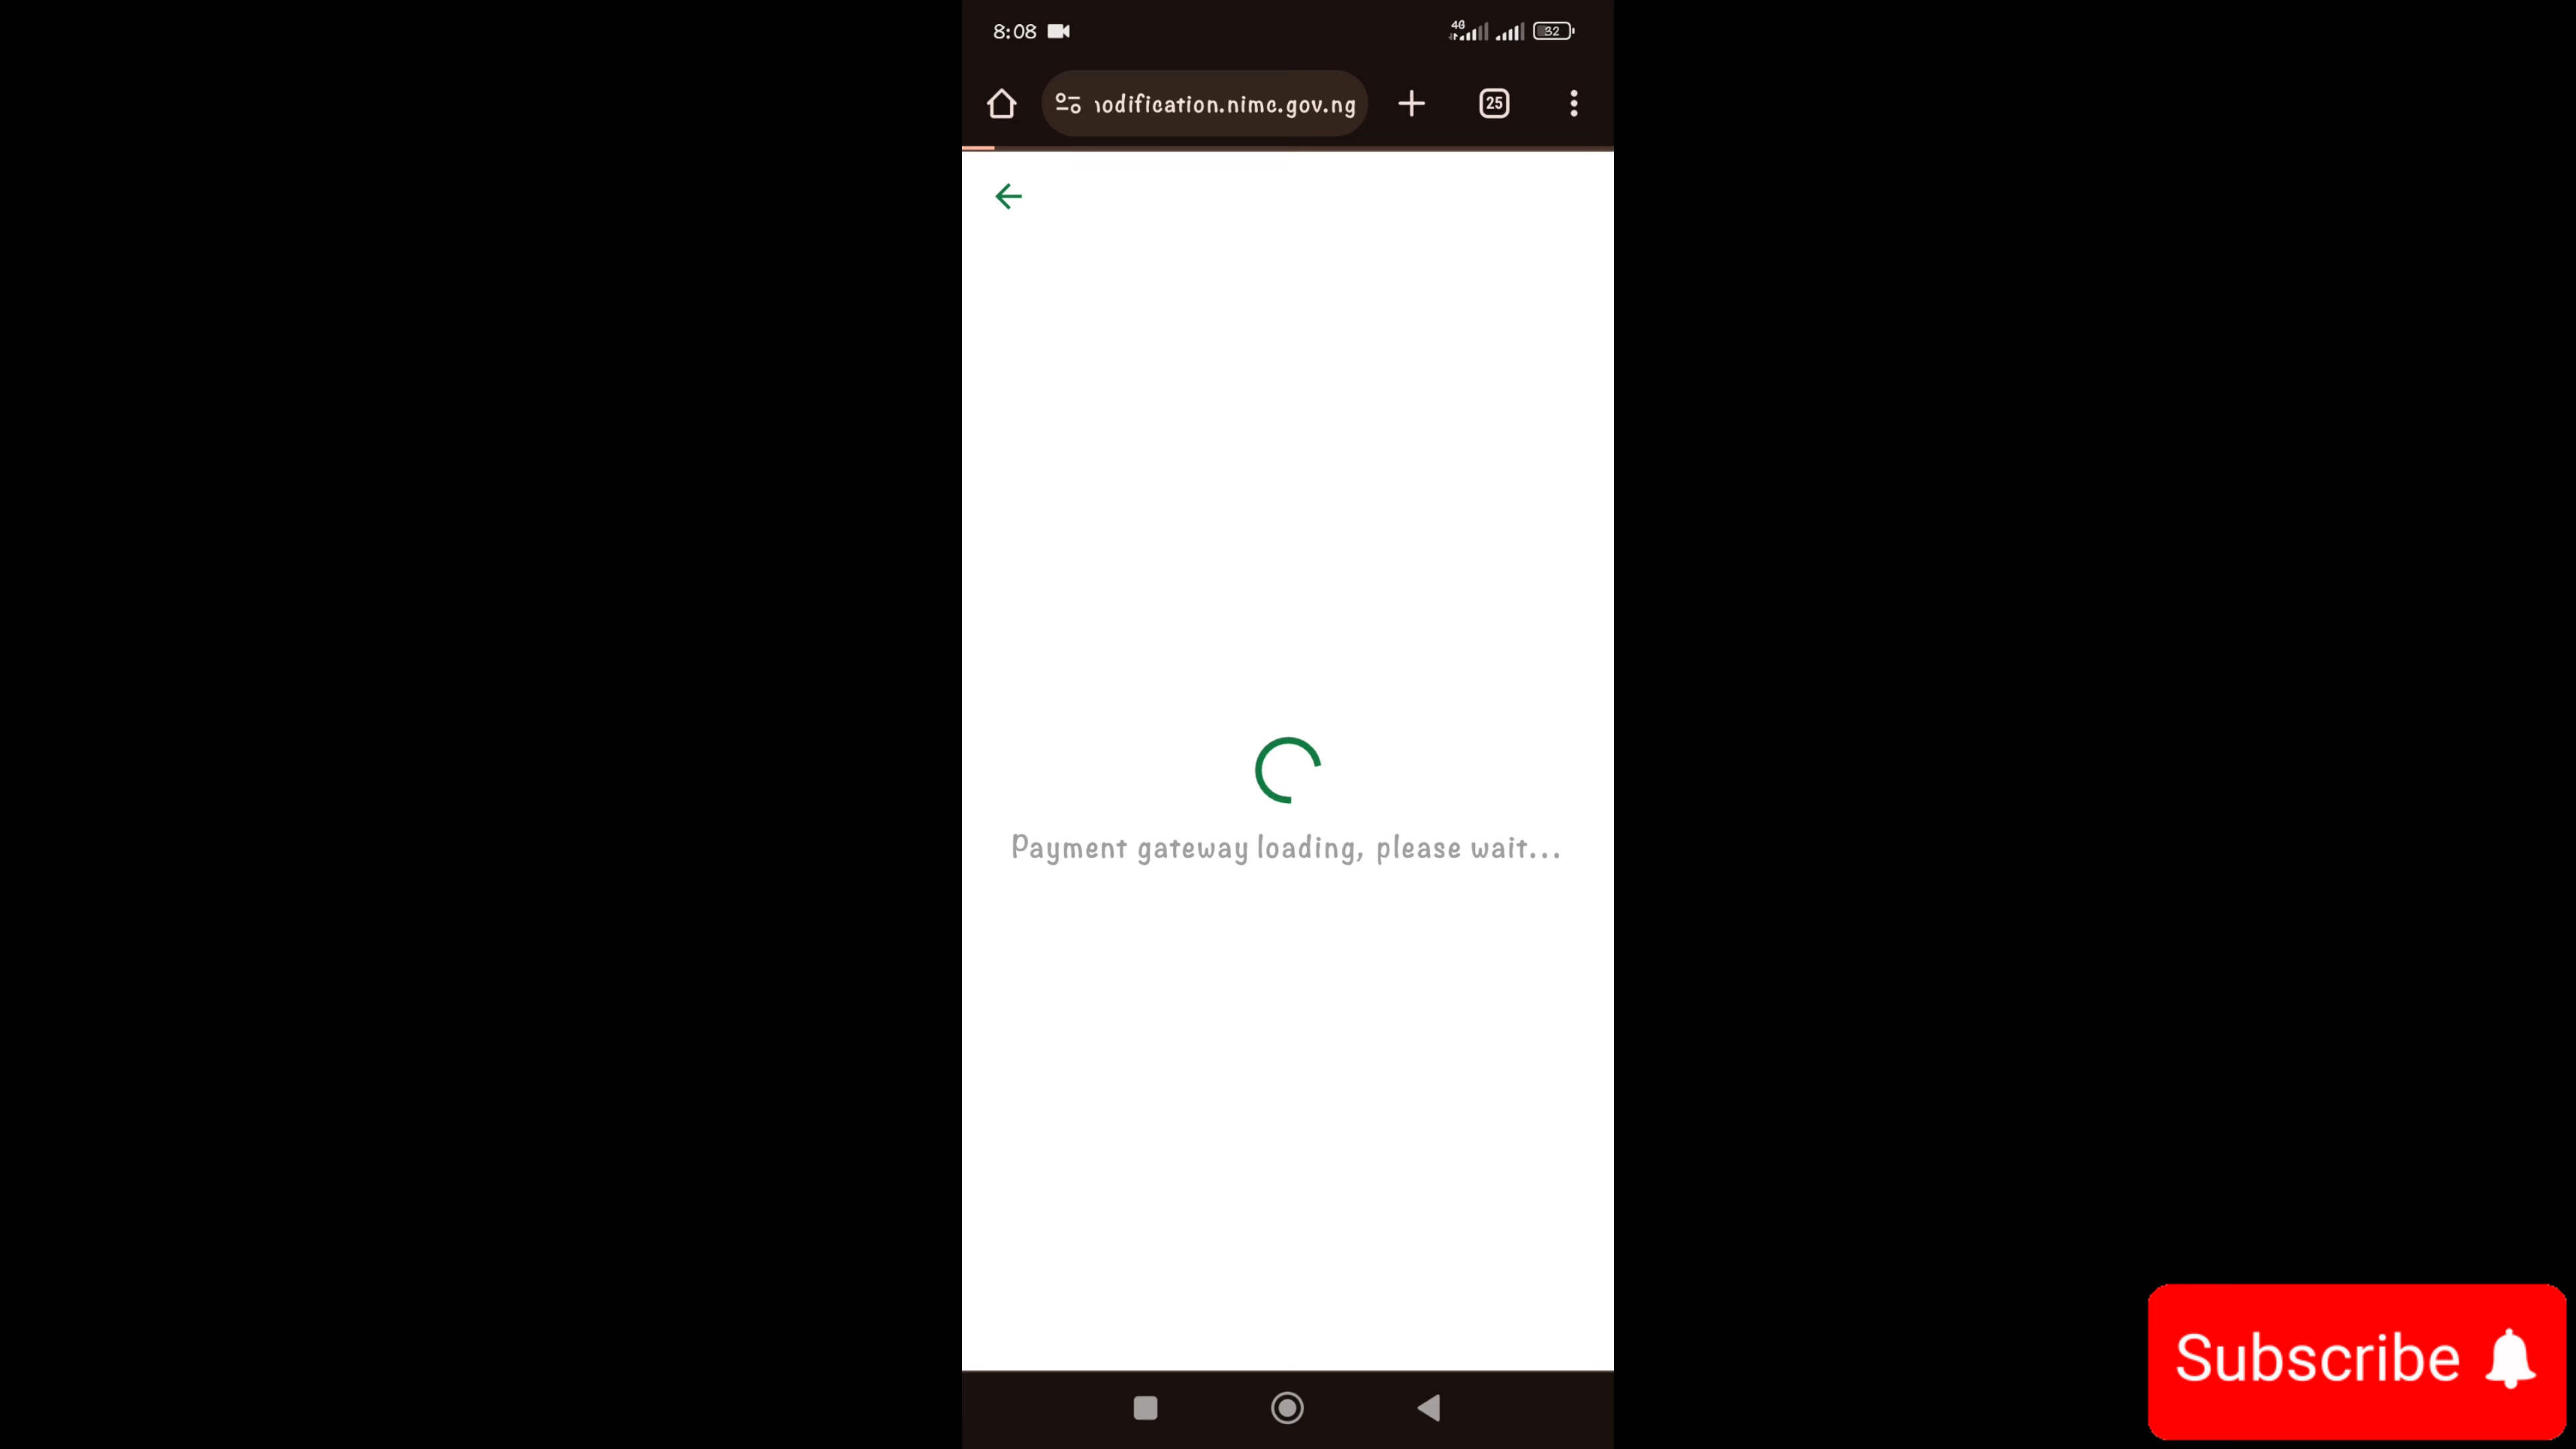 8:08
4G
32
odification.nimc.gov.ng
25
Payment gateway loading, please wait...
Subscribe